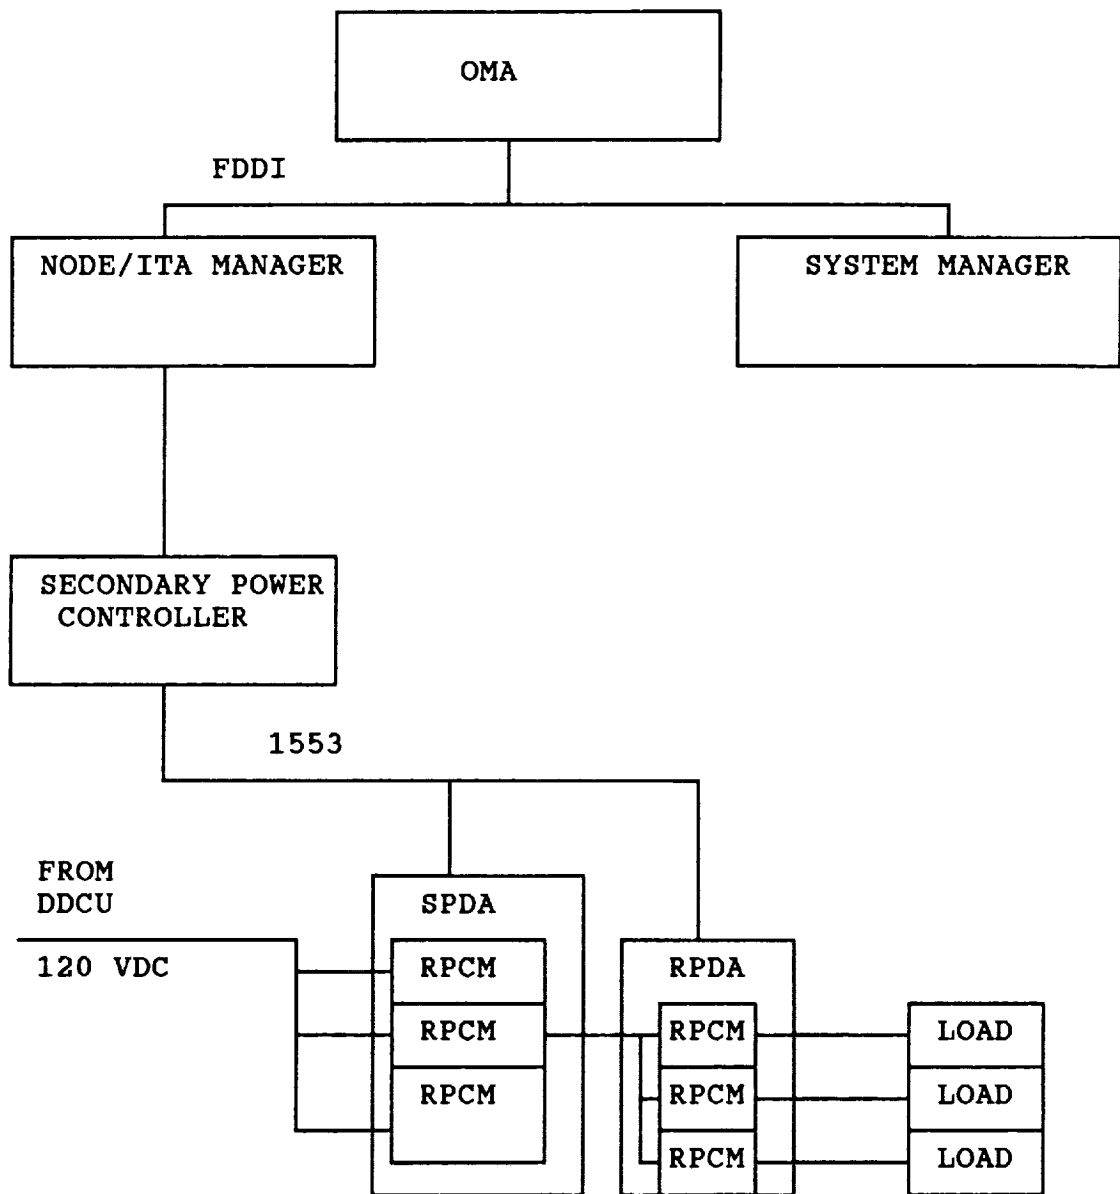 OMA
FDDI
NODE/ITA MANAGER
SYSTEM MANAGER
SECONDARY POWER
CONTROLLER
1553
FROM
DDCU
120 VDC
SPDA
RPCM
RPCM
RPCM
RPDA
RPCM
RPCM
RPCM
LOAD
LOAD
LOAD